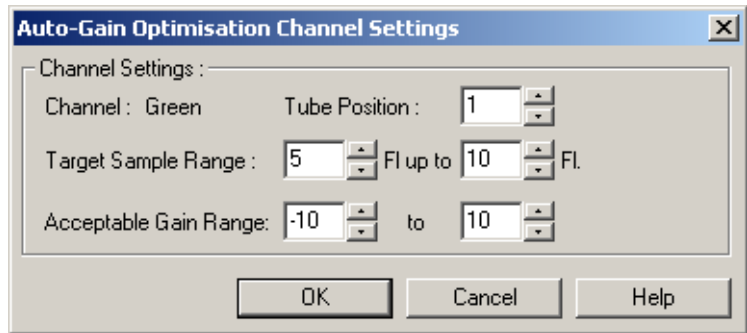 Auto-Gain Optimisation Channel Settings
Channel Settings :
Channel : Green Tube Position : 1
Target Sample Range : 5 Fl up to 10 Fl.
Acceptable Gain Range: -10 to 10
OK Cancel Help